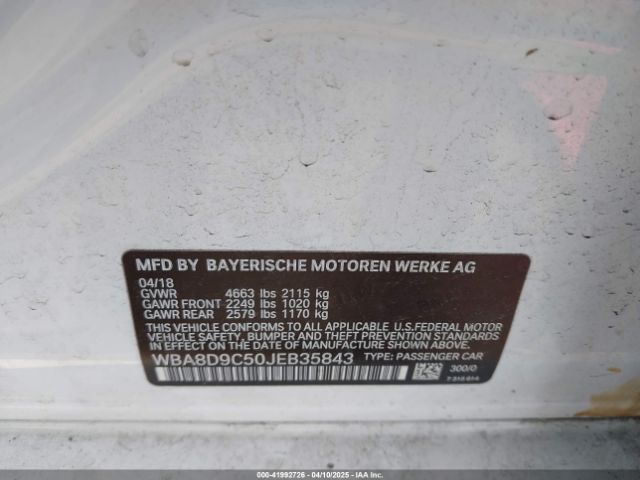 MFD BY BAYERISCHE MOTOREN WERKE AG
04/18
GVWR 4663 lbs 2115 kg
GAWR FRONT 2249 lbs 1020 kg
GAWR REAR 2579 lbs 1170 kg
THIS VEHICLE CONFORMS TO ALL APPLICABLE U.S. FEDERAL MOTOR
VEHICLE SAFETY, BUMPER AND THEFT PREVENTION STANDARDS IN
EFFECT ON THE DATE OF MANUFACTURE SHOWN ABOVE.
WBA8D9C50JEB35843 TYPE: PASSENGER CAR
300/0
00-41992726 - 04/10/2025 - IAAI.COM